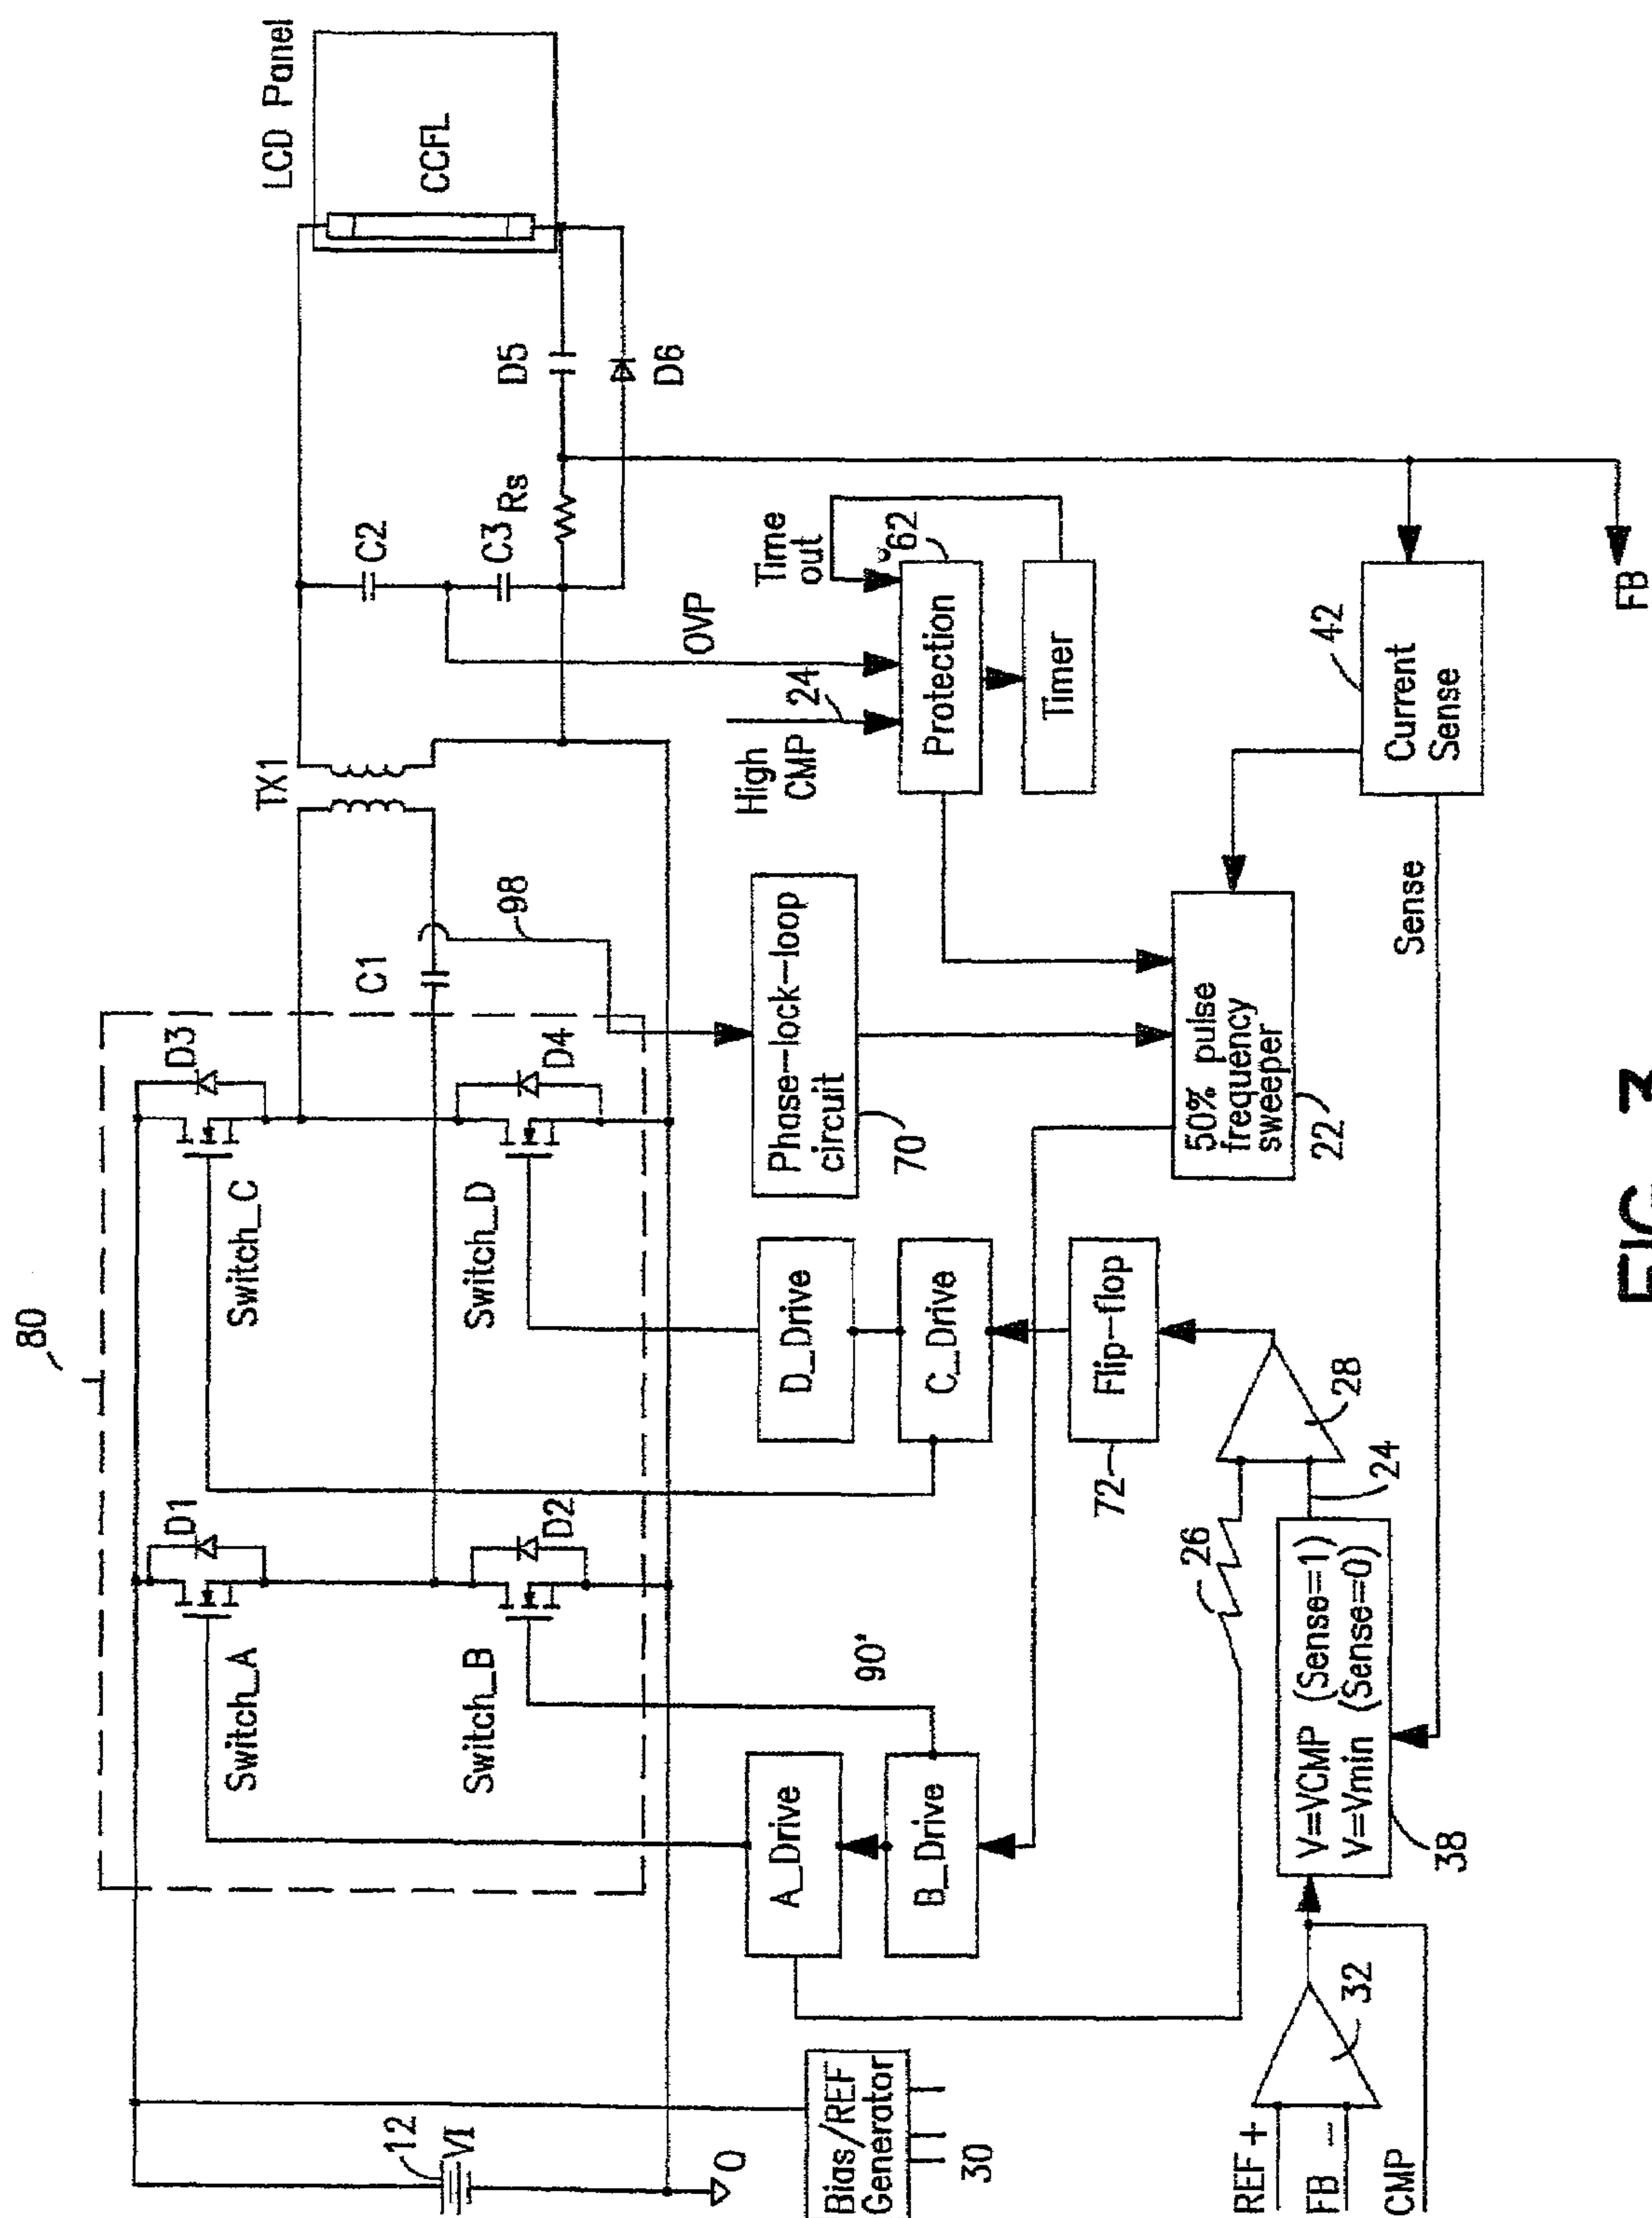 80
12
VI
0
Switch_A
D1
Switch_C
D3
Switch_B
D2
Switch_D
D4
C1
98
TX1
C2
C3
Rs
D5
D6
LCD Panel
CCFL
Bias/REF
Generator
30
A_Drive
B_Drive
90°
D_Drive
C_Drive
Flip-flop
72
Phase-lock-loop
circuit
70
High
CMP
24
OVP
Time
out
62
Protection
Timer
50% pulse
frequency
sweeper
22
26
28
24
REF +
FB -
CMP
32
V=VCMP (Sense=1)
V=Vmin (Sense=0)
38
Sense
Current
Sense
42
FB